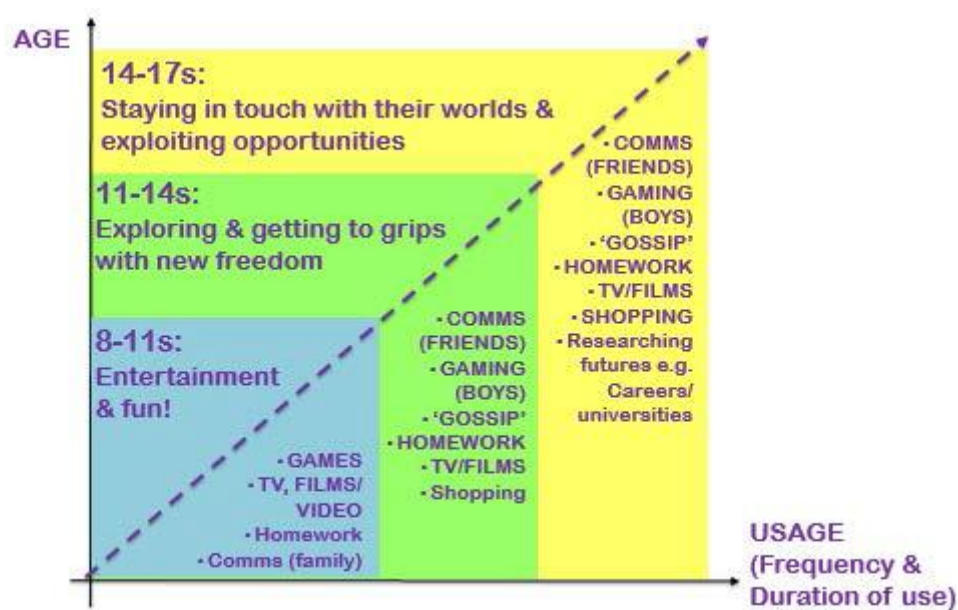 AGE
14-17s:
Staying in touch with their worlds &
exploiting opportunities
11-14s:
Exploring & getting to grips
with new freedom
8-11s:
Entertainment
& fun!
• GAMES
• TV, FILMS/
VIDEO
• Homework
• Comms (family)
• COMMS
(FRIENDS)
• GAMING
(BOYS)
• ‘GOSSIP’
• HOMEWORK
• TV/FILMS
• Shopping
• COMMS
(FRIENDS)
• GAMING
(BOYS)
• ‘GOSSIP’
• HOMEWORK
• TV/FILMS
• SHOPPING
• Researching
futures e.g.
Careers/
universities
USAGE
(Frequency &
Duration of use)